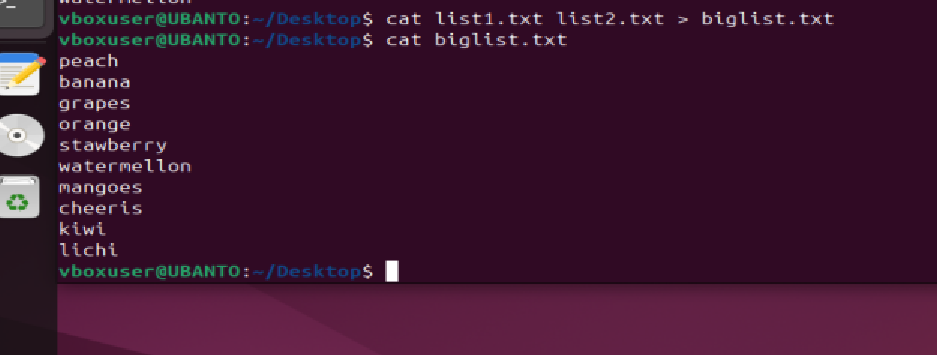 vboxuser@UBANTO:~/Desktop$ cat list1.txt list2.txt > biglist.txt
vboxuser@UBANTO:~/Desktop$ cat biglist.txt
peach
banana
grapes
orange
stawberry
watermellon
mangoes
cheeris
kiwi
lichi
vboxuser@UBANTO:~/Desktop$